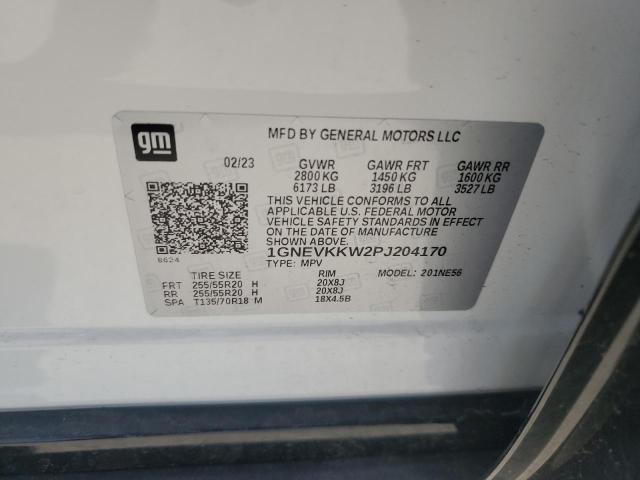 gm
MFD BY GENERAL MOTORS LLC
02/23 GVWR GAWR FRT GAWR RR
2800 KG 1450 KG 1600 KG
6173 LB 3196 LB 3527 LB
THIS VEHICLE CONFORMS TO ALL
APPLICABLE U.S. FEDERAL MOTOR
VEHICLE SAFETY STANDARDS IN EFFECT
ON THE DATE OF MANUFACTURE
SHOWN ABOVE.
1GNEVKKW2PJ204170
8624
TYPE: MPV MODEL: 201NE56
TIRE SIZE RIM
FRT 255/55R20 H 20X8J
RR 255/55R20 H 20X8J
SPA T135/70R18 M 18X4.5B